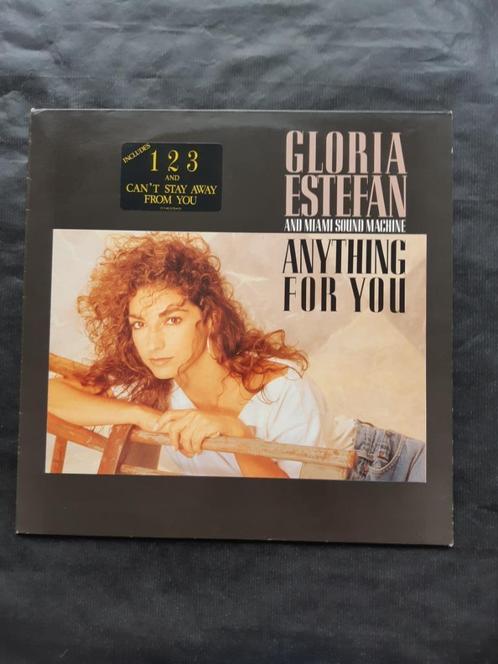 INCLUDES
1 2 3
AND
CAN'T STAY AWAY
FROM YOU
GLORIA
ESTEFAN
AND MIAMI SOUND MACHINE
ANYTHING
FOR YOU